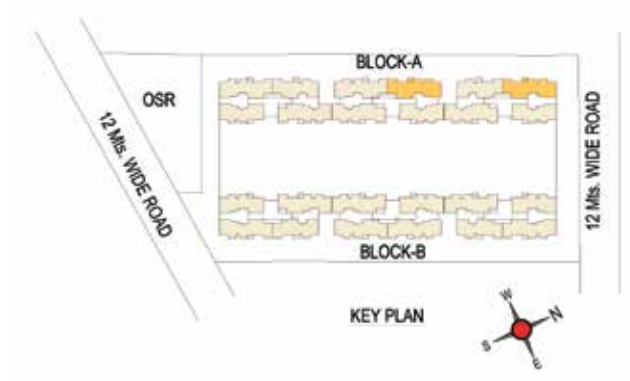 BLOCK-A
OSR
12 Mts. WIDE ROAD
12 Mts. WIDE ROAD
BLOCK-B
KEY PLAN
W
N
S
E